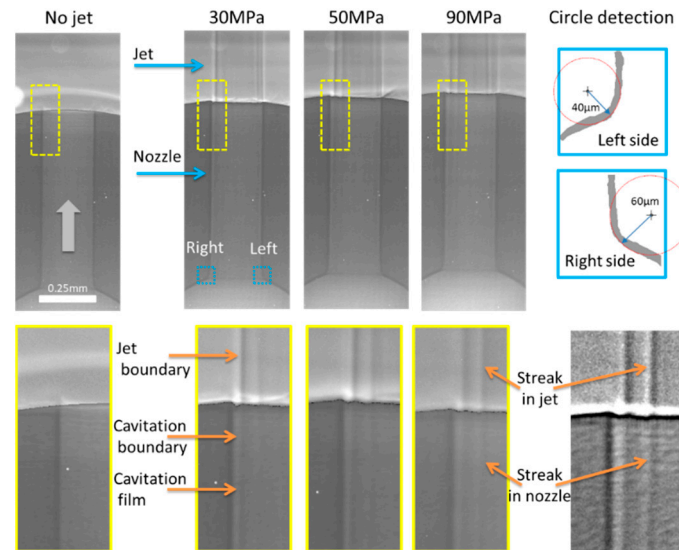 No jet
30MPa
50MPa
90MPa
Circle detection
Jet
Nozzle
Right
Left
0.25mm
40µm
Left side
60µm
Right side
Jet
boundary
Cavitation
boundary
Cavitation
film
Streak
in jet
Streak
in nozzle